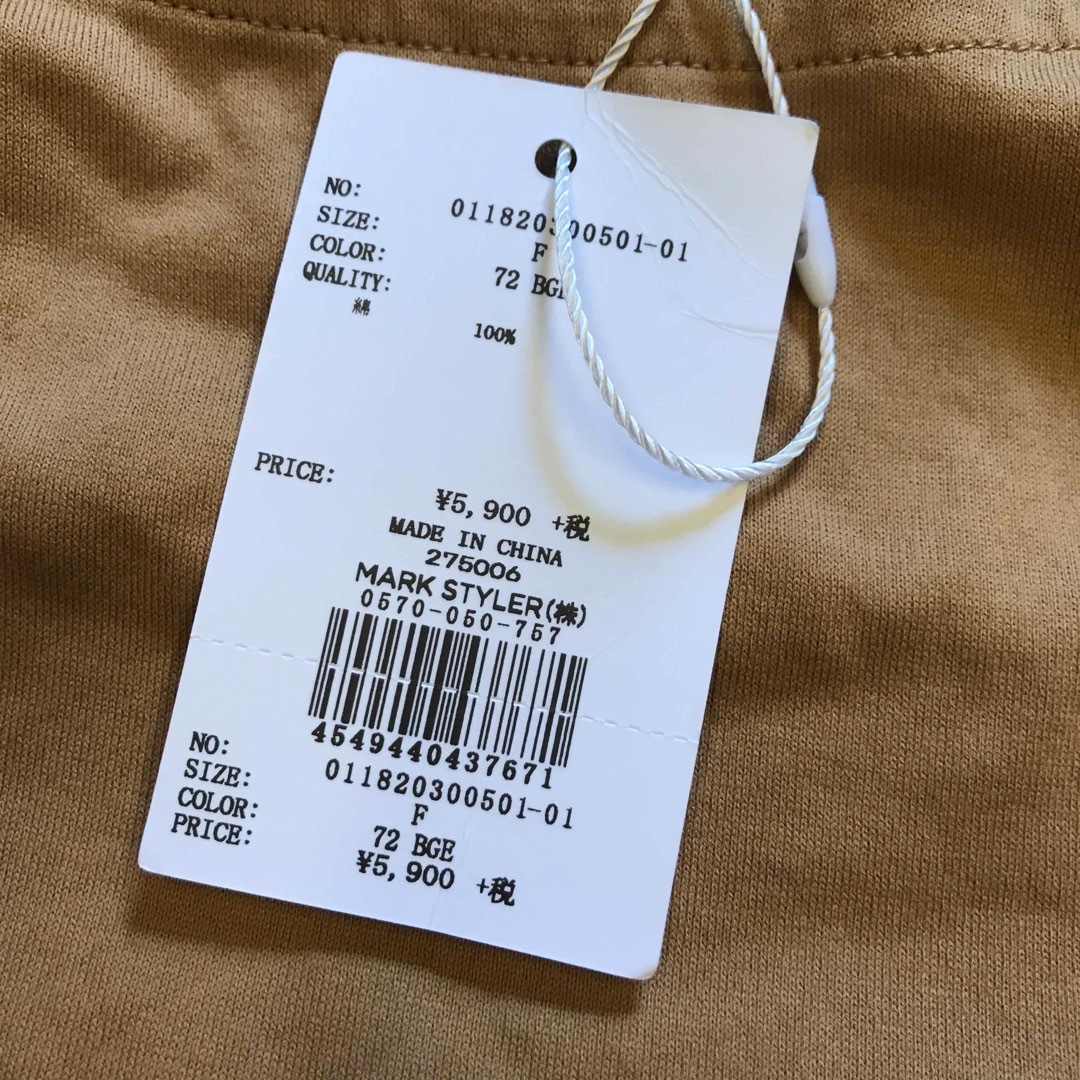 NO: 011820300501-01
SIZE: F
COLOR: 72 BGE
QUALITY:
綿 100%
PRICE:
¥5,900 +税
MADE IN CHINA
275006
MARK STYLER(株)
0570-050-757
4549440437671
NO: 011820300501-01
SIZE: F
COLOR: 72 BGE
PRICE: ¥5,900 +税